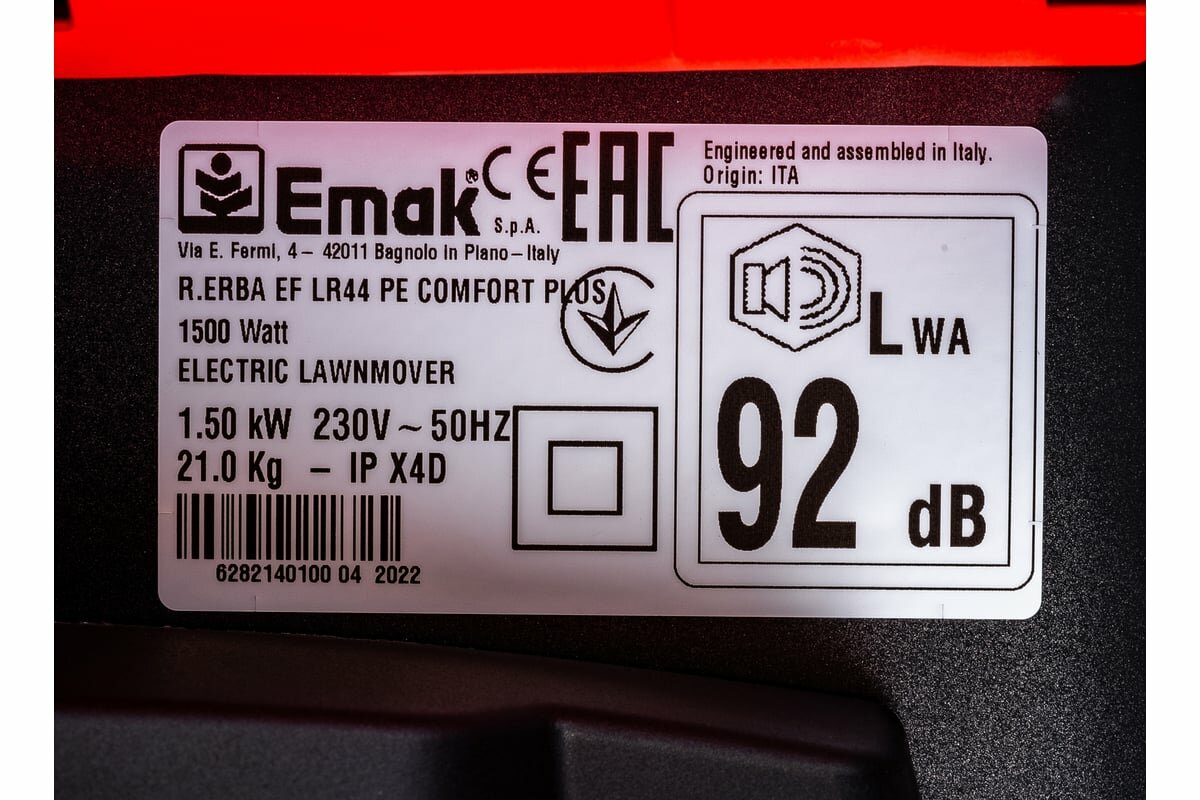 Emak® S.p.A.
CE EAC
Via E. Fermi, 4 – 42011 Bagnolo in Piano – Italy
R.ERBA EF LR44 PE COMFORT PLUS
1500 Watt
ELECTRIC LAWNMOVER
1.50 kW 230V ~ 50HZ
21.0 Kg – IP X4D
6282140100 04 2022
Engineered and assembled in Italy.
Origin: ITA
LWA
92 dB